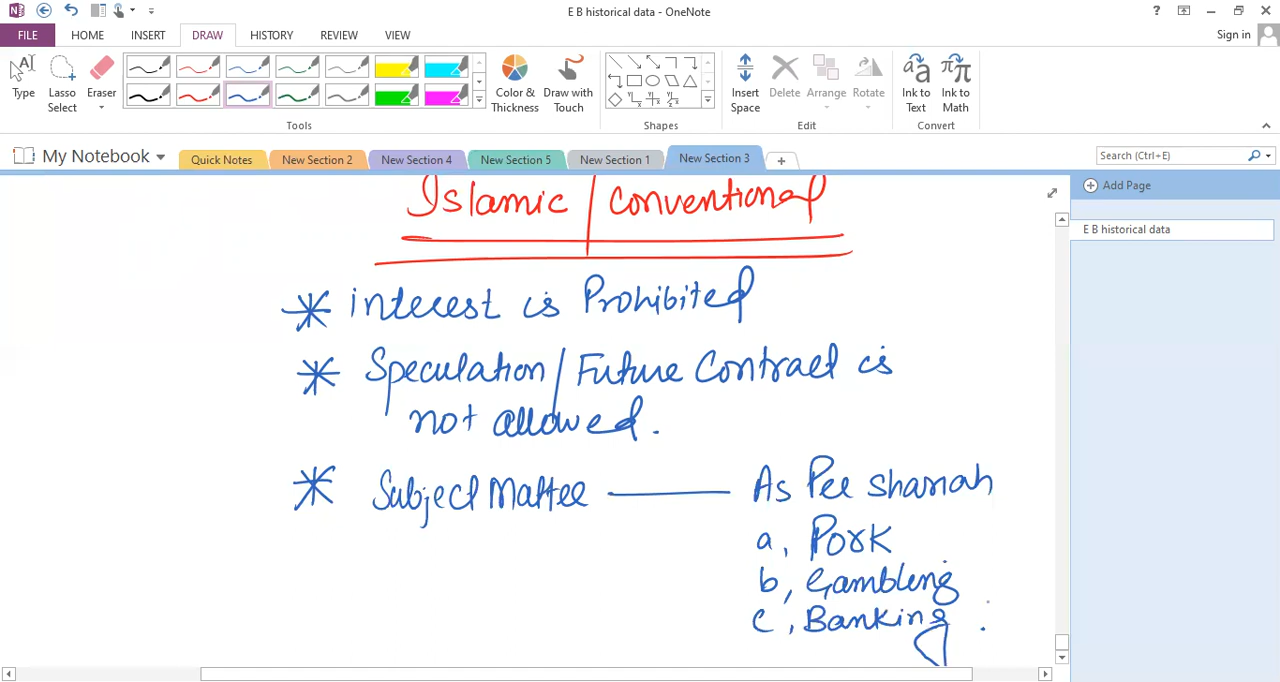 E B historical data - OneNote
?
Sign in
FILE HOME INSERT DRAW HISTORY REVIEW VIEW
Type
Lasso Select
Eraser
Color & Thickness
Draw with Touch
Insert Space
Delete
Arrange
Rotate
Ink to Text
Ink to Math
Tools Shapes Edit Convert
My Notebook Quick Notes New Section 2 New Section 4 New Section 5 New Section 1 New Section 3
Search (Ctrl+E)
Add Page
E B historical data
Islamic / Conventional
* interest is Prohibited
* Speculation / Future Contract is
not allowed.
* Subject Matter — As Per shariah
a, Pork
b, Gambling
c, Banking